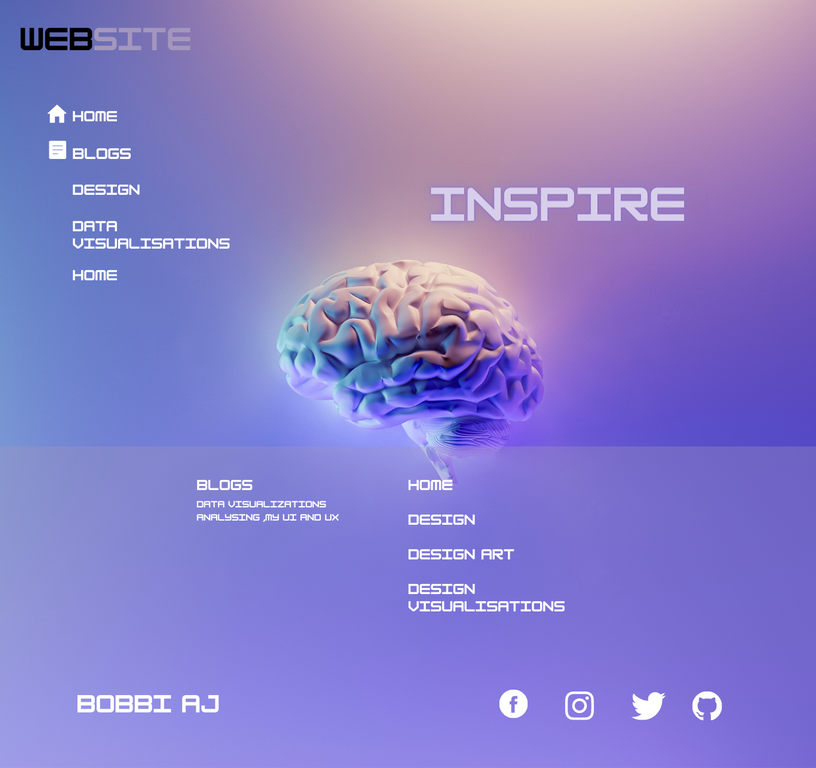 WEBSITE
HOME
BLOGS
DESIGN
DATA
VISUALISATIONS
HOME
INSPIRE
BLOGS
DATA VISUALIZATIONS
ANALYSING ,MY UI AND UX
HOME
DESIGN
DESIGN ART
DESIGN
VISUALISATIONS
BOBBI AJ